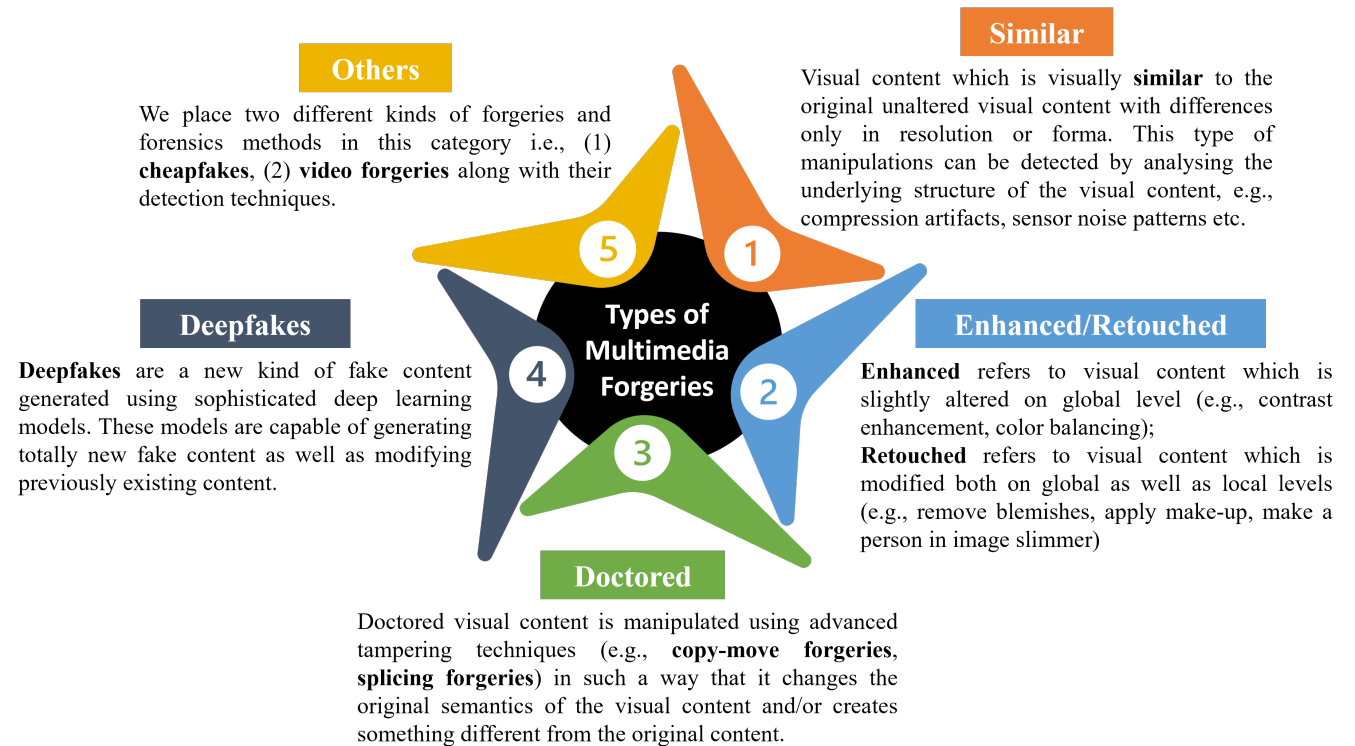 Similar
Visual content which is visually similar to the
original unaltered visual content with differences
only in resolution or forma. This type of
manipulations can be detected by analysing the
underlying structure of the visual content, e.g.,
compression artifacts, sensor noise patterns etc.
Others
We place two different kinds of forgeries and
forensics methods in this category i.e., (1)
cheapfakes, (2) video forgeries along with their
detection techniques.
1
5
Types of
Multimedia
Forgeries
2
4
3
Enhanced/Retouched
Enhanced refers to visual content which is
slightly altered on global level (e.g., contrast
enhancement, color balancing);
Retouched refers to visual content which is
modified both on global as well as local levels
(e.g., remove blemishes, apply make-up, make a
person in image slimmer)
Deepfakes
Deepfakes are a new kind of fake content
generated using sophisticated deep learning
models. These models are capable of generating
totally new fake content as well as modifying
previously existing content.
Doctored
Doctored visual content is manipulated using advanced
tampering techniques (e.g., copy-move forgeries,
splicing forgeries) in such a way that it changes the
original semantics of the visual content and/or creates
something different from the original content.